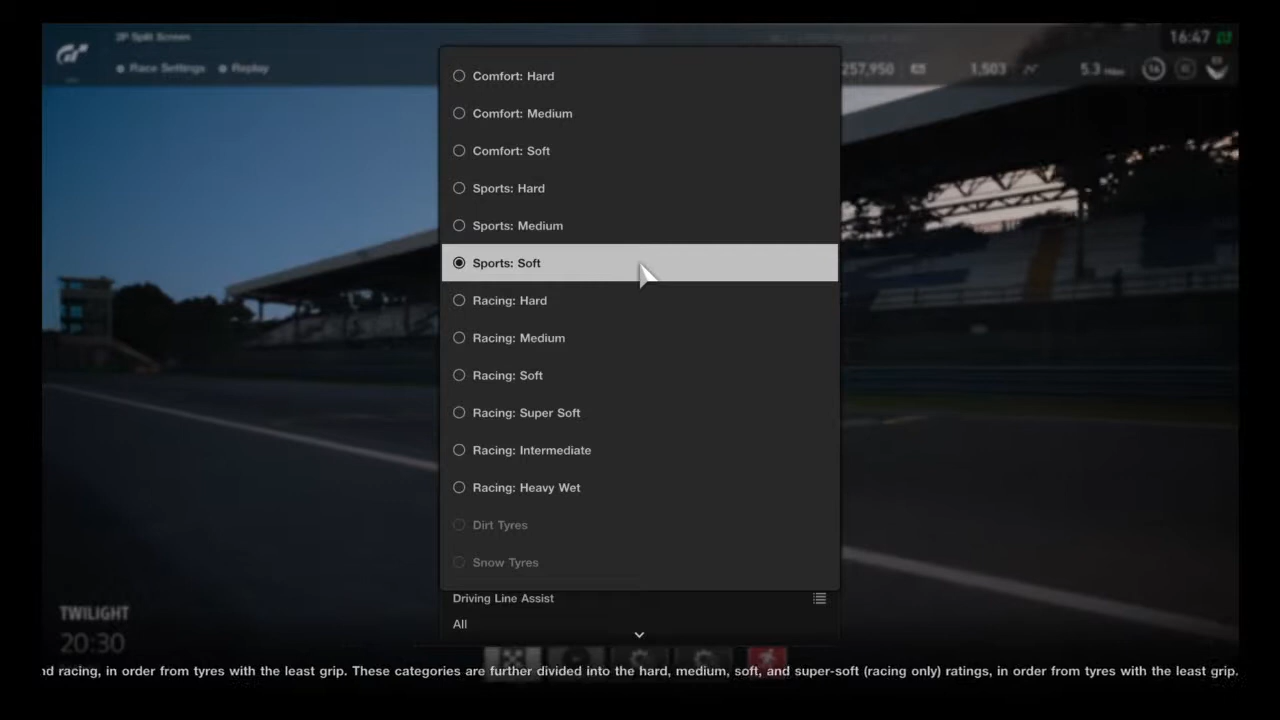 2P Split Screen
Race Settings Replay
16:47
257,950 1,503 5.3 Miles 16
Comfort: Hard
Comfort: Medium
Comfort: Soft
Sports: Hard
Sports: Medium
Sports: Soft
Racing: Hard
Racing: Medium
Racing: Soft
Racing: Super Soft
Racing: Intermediate
Racing: Heavy Wet
Dirt Tyres
Snow Tyres
Driving Line Assist
All
TWILIGHT
20:30
nd racing, in order from tyres with the least grip. These categories are further divided into the hard, medium, soft, and super-soft (racing only) ratings, in order from tyres with the least grip.